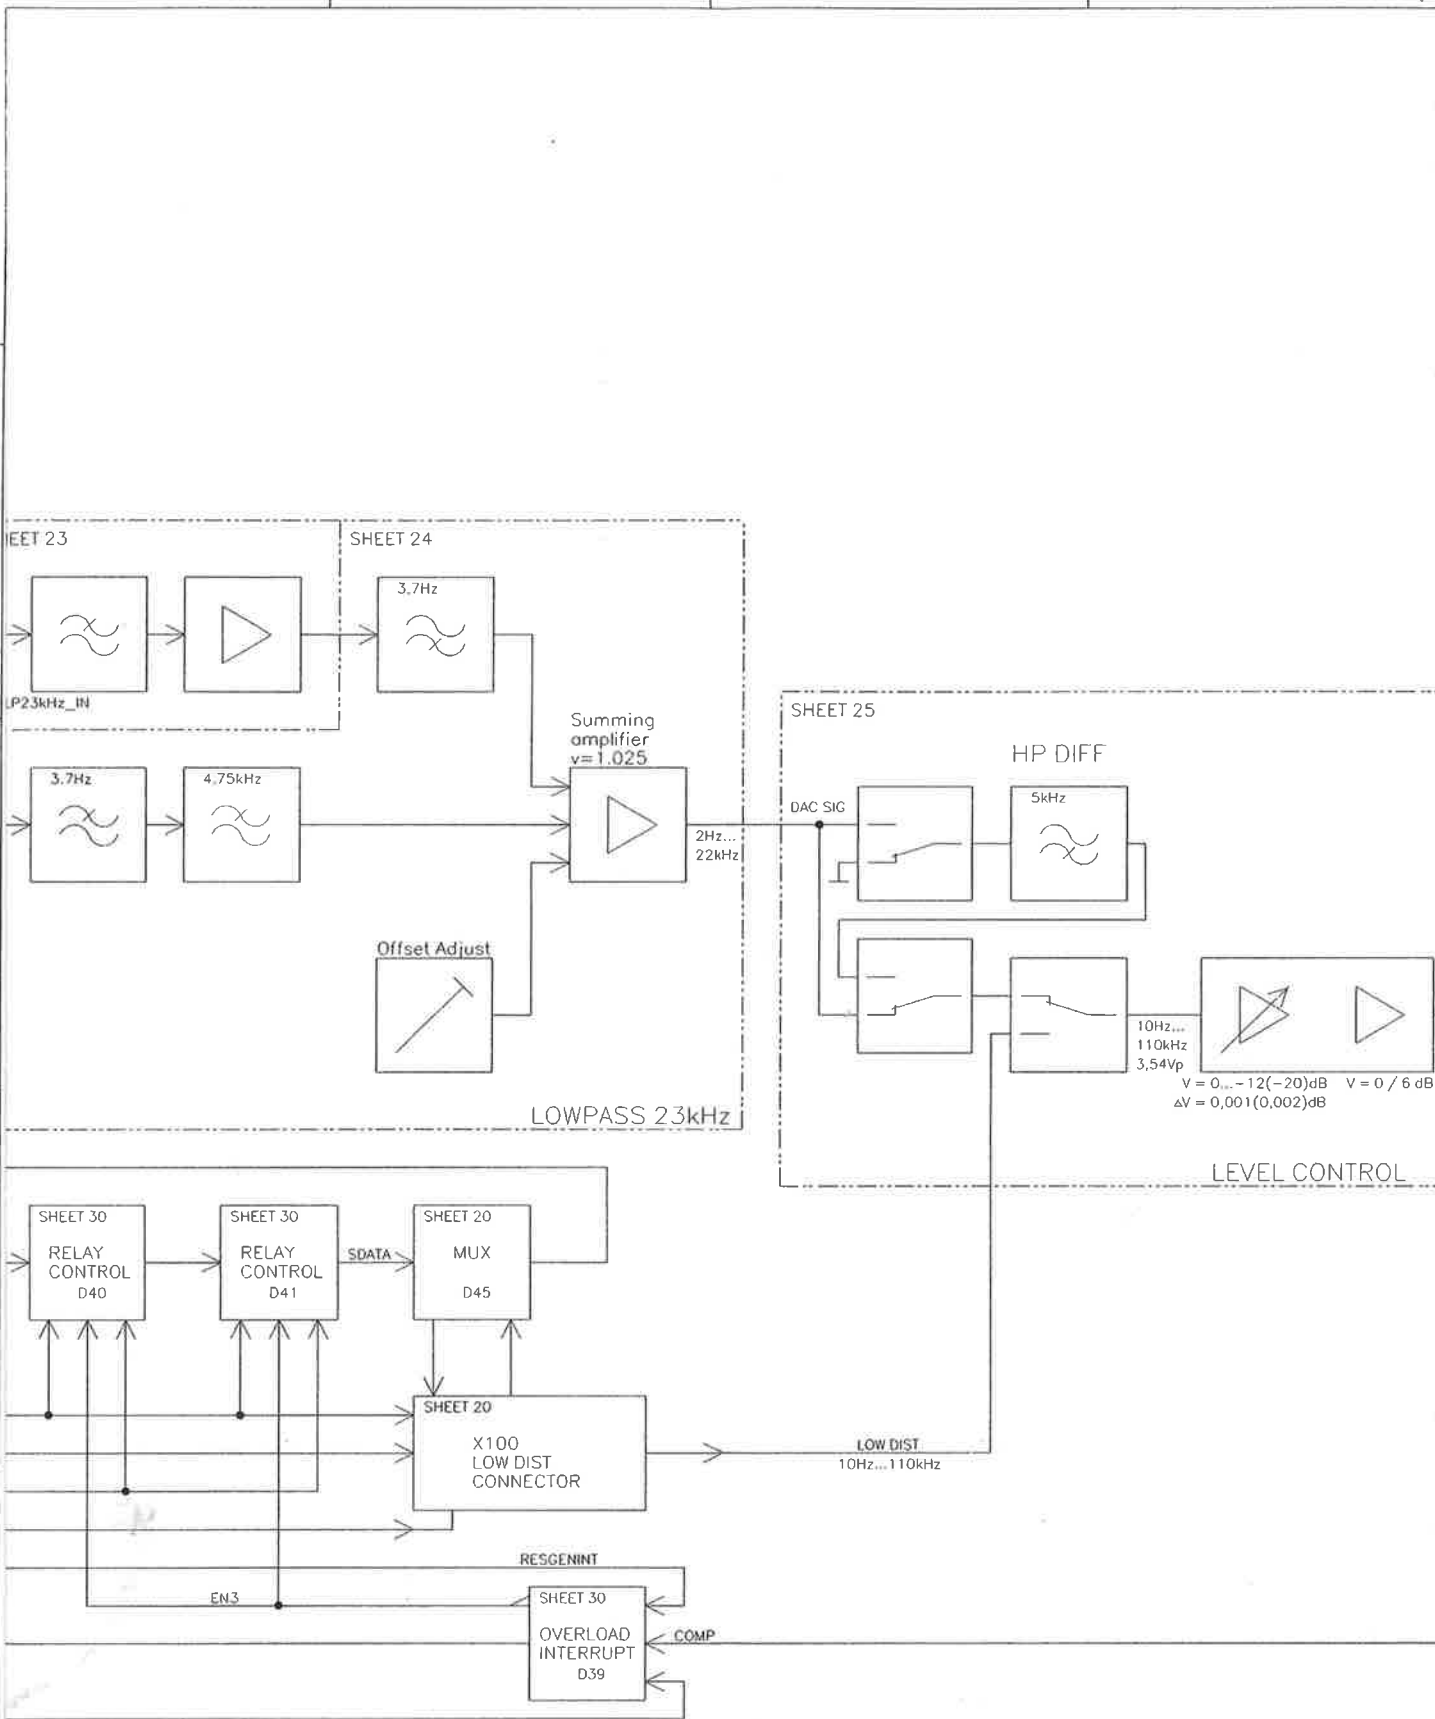 EET 23
SHEET 24
3,7Hz
LP23kHz_IN
3.7Hz
4,75kHz
Summing
amplifier
v=1.025
2Hz...
22kHz
Offset Adjust
LOWPASS 23kHz
SHEET 25
HP DIFF
DAC SIG
5kHz
10Hz...
110kHz
3,54Vp
V = 0...-12(-20)dB
V = 0 / 6 dB
ΔV = 0,001(0,002)dB
LEVEL CONTROL
SHEET 30
RELAY
CONTROL
D40
SHEET 30
RELAY
CONTROL
D41
SDATA
SHEET 20
MUX
D45
SHEET 20
X100
LOW DIST
CONNECTOR
LOW DIST
10Hz...110kHz
RESGENINT
EN3
SHEET 30
OVERLOAD
INTERRUPT
D39
COMP